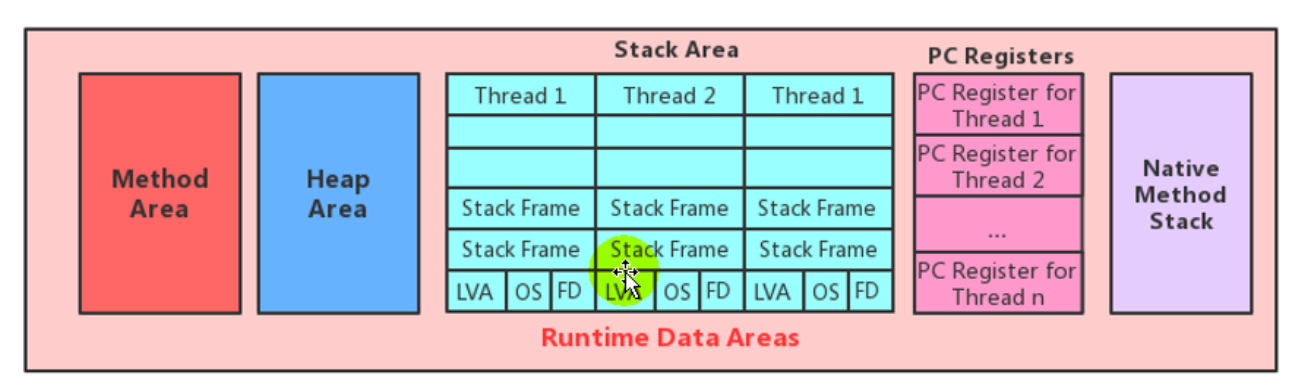 Stack Area
PC Registers
Method
Area
Heap
Area
Thread 1
Thread 2
Thread 1
Stack Frame
Stack Frame
Stack Frame
Stack Frame
Stack Frame
Stack Frame
LVA
OS
FD
LVA
OS
FD
LVA
OS
FD
PC Register for
Thread 1
PC Register for
Thread 2
...
PC Register for
Thread n
Native
Method
Stack
Runtime Data Areas